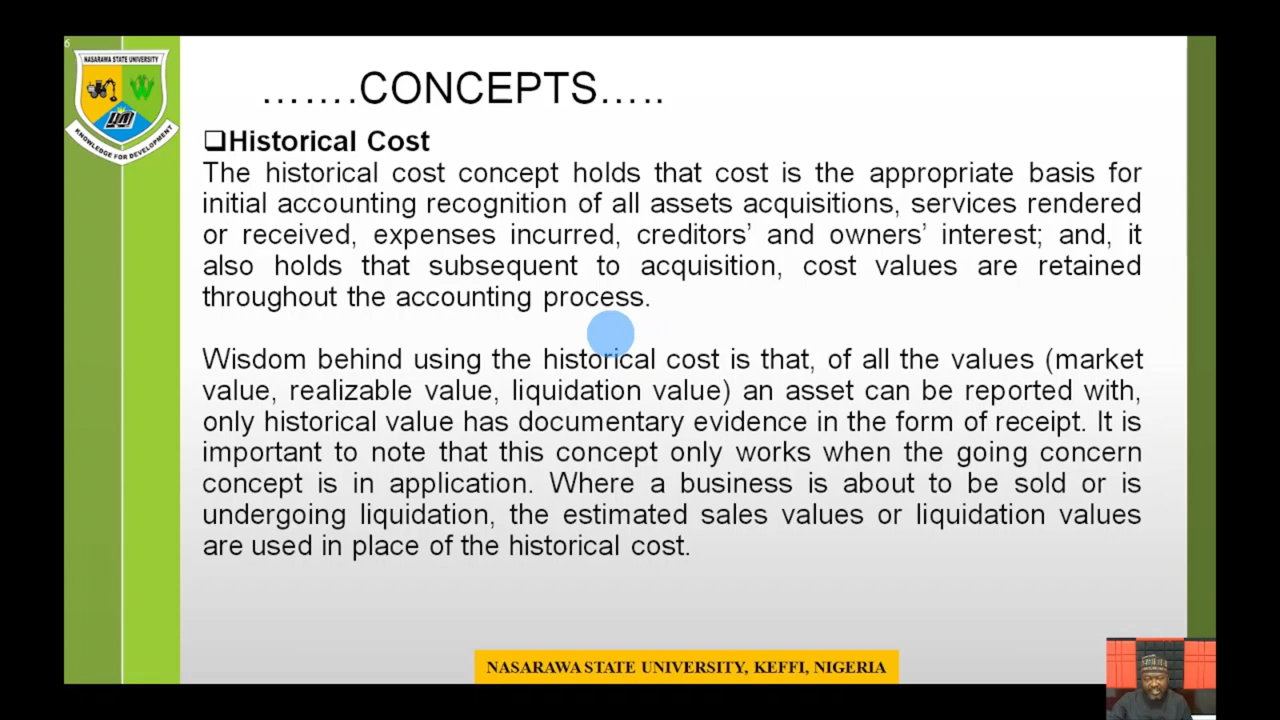 6
NASARAWA STATE UNIVERSITY
KNOWLEDGE FOR DEVELOPMENT
…….CONCEPTS…..
❑Historical Cost
The historical cost concept holds that cost is the appropriate basis for
initial accounting recognition of all assets acquisitions, services rendered
or received, expenses incurred, creditors’ and owners’ interest; and, it
also holds that subsequent to acquisition, cost values are retained
throughout the accounting process.
Wisdom behind using the historical cost is that, of all the values (market
value, realizable value, liquidation value) an asset can be reported with,
only historical value has documentary evidence in the form of receipt. It is
important to note that this concept only works when the going concern
concept is in application. Where a business is about to be sold or is
undergoing liquidation, the estimated sales values or liquidation values
are used in place of the historical cost.
NASARAWA STATE UNIVERSITY, KEFFI, NIGERIA